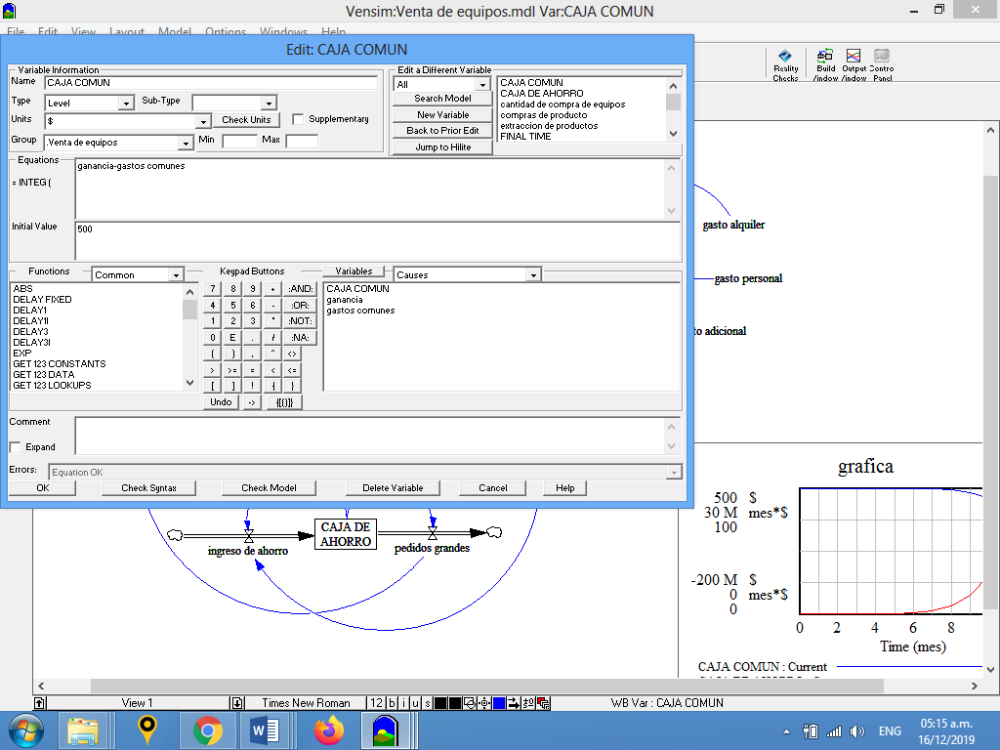 Vensim:Venta de equipos.mdl Var:CAJA COMUN
File Edit View Layout Model Options Windows Help
Edit: CAJA COMUN
Variable Information
Name CAJA COMUN
Type Level Sub-Type
Units $ Check Units Supplementary
Group .Venta de equipos Min Max
Edit a Different Variable
All
Search Model
New Variable
Back to Prior Edit
Jump to Hilite
CAJA COMUN
CAJA DE AHORRO
cantidad de compra de equipos
compras de producto
extraccion de productos
FINAL TIME
Reality Checks
Build /indow
Output /indow
Contro Panel
Equations
= INTEG (
ganancia-gastos comunes
Initial Value 500
Functions Common
Keypad Buttons
Variables Causes
ABS
DELAY FIXED
DELAY1
DELAY1I
DELAY3
DELAY3I
EXP
GET 123 CONSTANTS
GET 123 DATA
GET 123 LOOKUPS
7 8 9 + :AND:
4 5 6 - :OR:
1 2 3 * :NOT:
0 E . / :NA:
( ) , ^ <>
> >= = < <=
[ ] ! { }
Undo -> {[()]}
CAJA COMUN
ganancia
gastos comunes
Comment
Expand
Errors: Equation OK
OK Check Syntax Check Model Delete Variable Cancel Help
gasto alquiler
gasto personal
to adicional
CAJA DE
AHORRO
ingreso de ahorro
pedidos grandes
grafica
500 $
30 M mes*$
100
-200 M $
0 mes*$
0
0 2 4 6 8
Time (mes)
CAJA COMUN : Current
View 1 Times New Roman 12 b i u s WB Var : CAJA COMUN
ENG
05:15 a.m.
16/12/2019